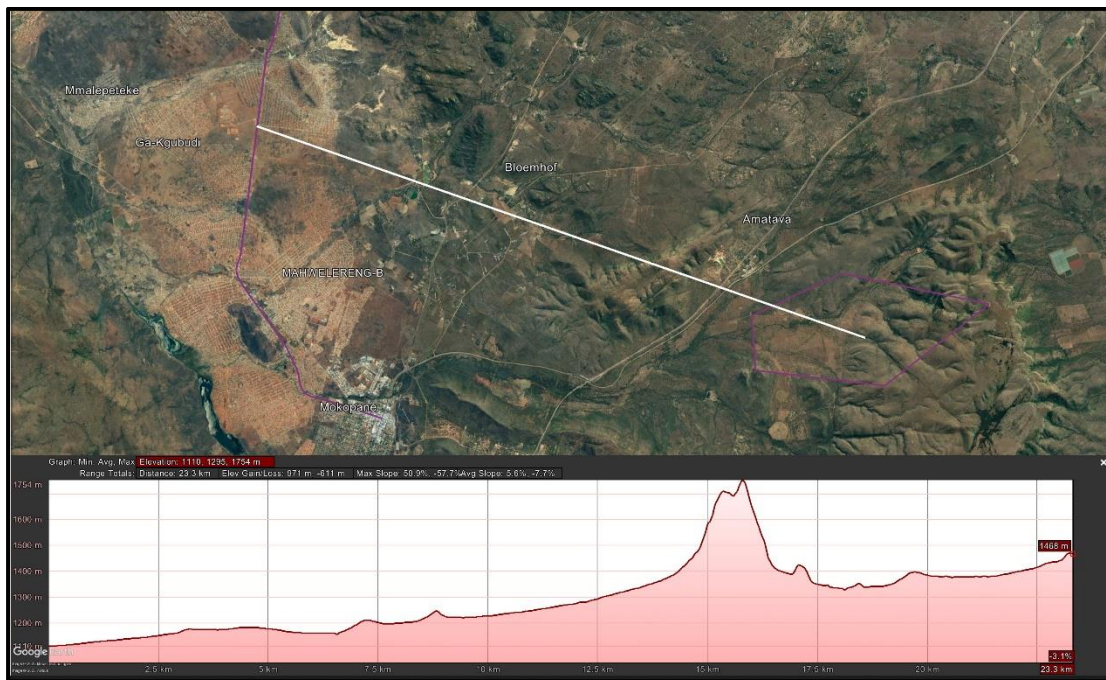 Mmalepeteke
Ga-Kgubudi
Bloemhof
Amatava
MAHWELERENG-B
Mokopane
Graph: Min, Avg, Max Elevation: 1110, 1295, 1754 m
Range Totals: Distance: 23.3 km Elev Gain/Loss: 971 m, -611 m Max Slope: 50.9%, -57.7% Avg Slope: 5.6%, -7.7%
1754 m
1600 m
1500 m
1400 m
1300 m
1200 m
1110 m
1468 m
Google
-3.1%
2.5 km 5 km 7.5 km 10 km 12.5 km 15 km 17.5 km 20 km 23.3 km